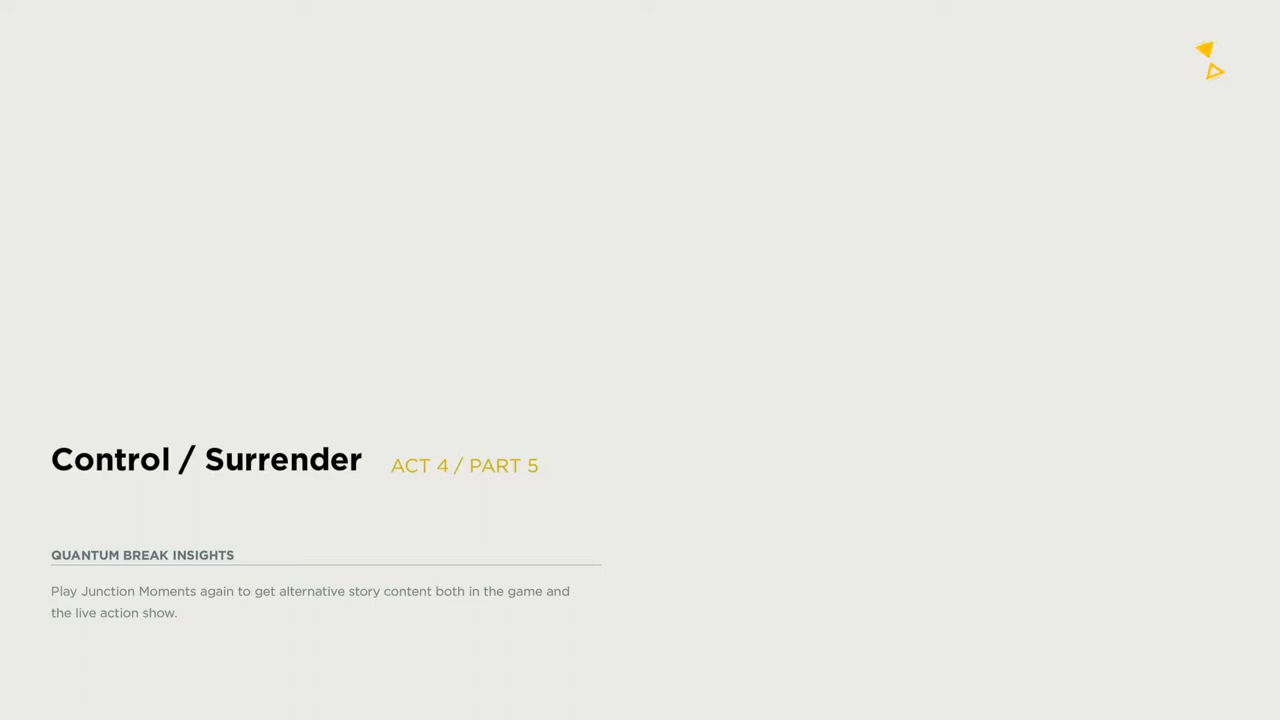 Control / Surrender ACT 4 / PART 5
QUANTUM BREAK INSIGHTS
Play Junction Moments again to get alternative story content both in the game and
the live action show.